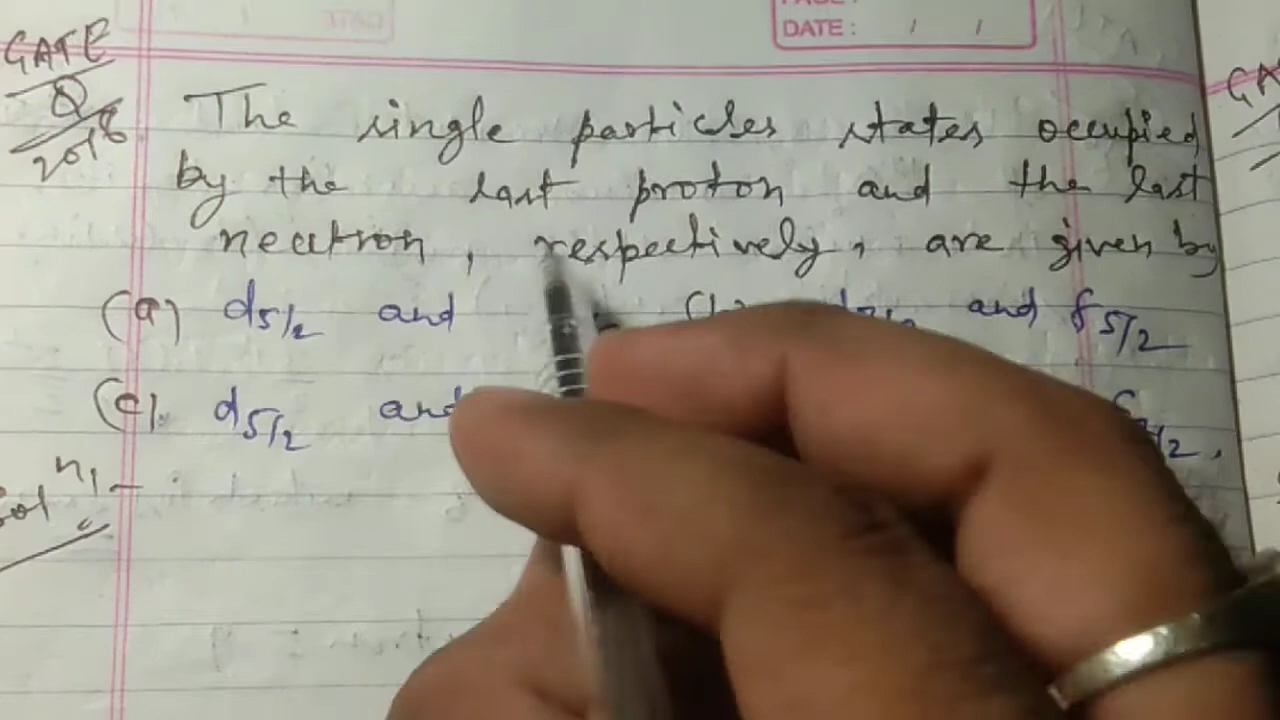 DATE : / /
GATE
Q
2018
The single particles states occupied
by the last proton and the last
neutron, respectively, are given by
(a) d5/2 and and f5/2
(c). d5/2 and
Soln,-